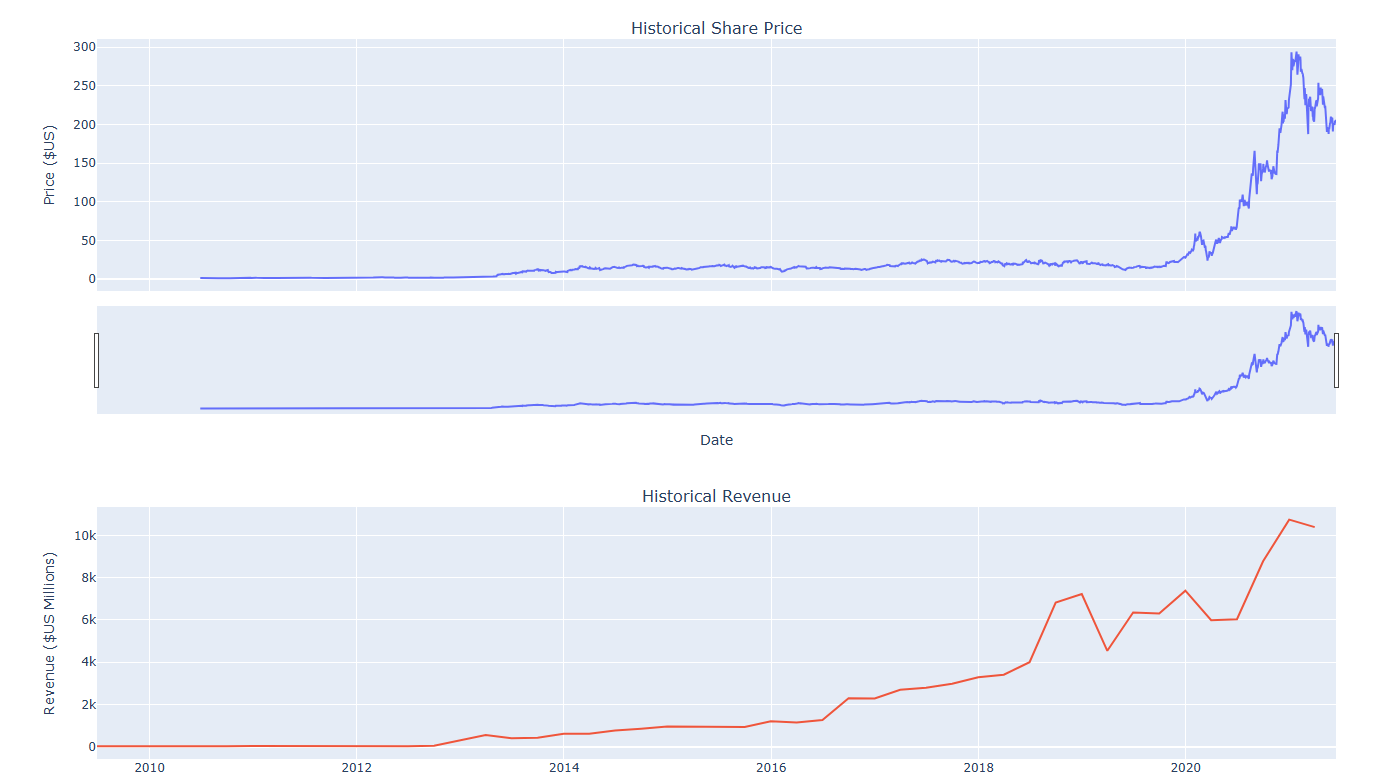 Historical Share Price
300
250
200
150
100
50
0
Price ($US)
Date
Historical Revenue
10k
8k
6k
4k
2k
0
Revenue ($US Millions)
2010 2012 2014 2016 2018 2020